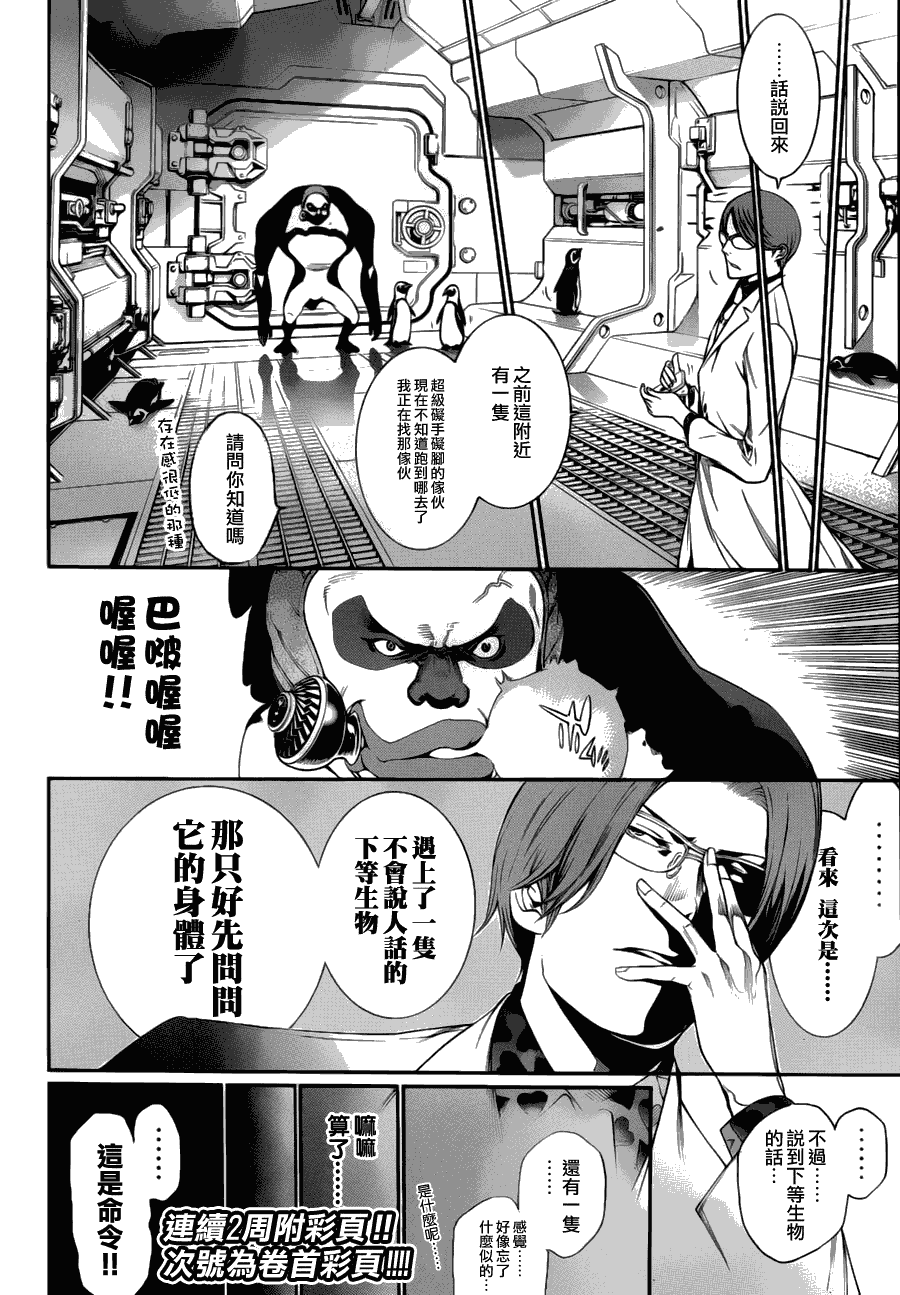 ……話説回來
之前這附近
有一隻
超級礙手礙腳的傢伙
現在不知道跑到哪去了
我正在找那傢伙
請問你知道嗎
存在感很低的那種
巴啵喔喔
喔喔!!
………
看來 這次是……
遇上了一隻
不會說人話的
下等生物
那只好先問問
它的身體了
不過……
説到下等生物
的話…
……
還有一隻
……
感覺……
好像忘了
什麼似的…
是什麼呢……
嘛嘛
算了……
……
這是命令!!
連續2周附彩頁!!
次號為卷首彩頁!!!!